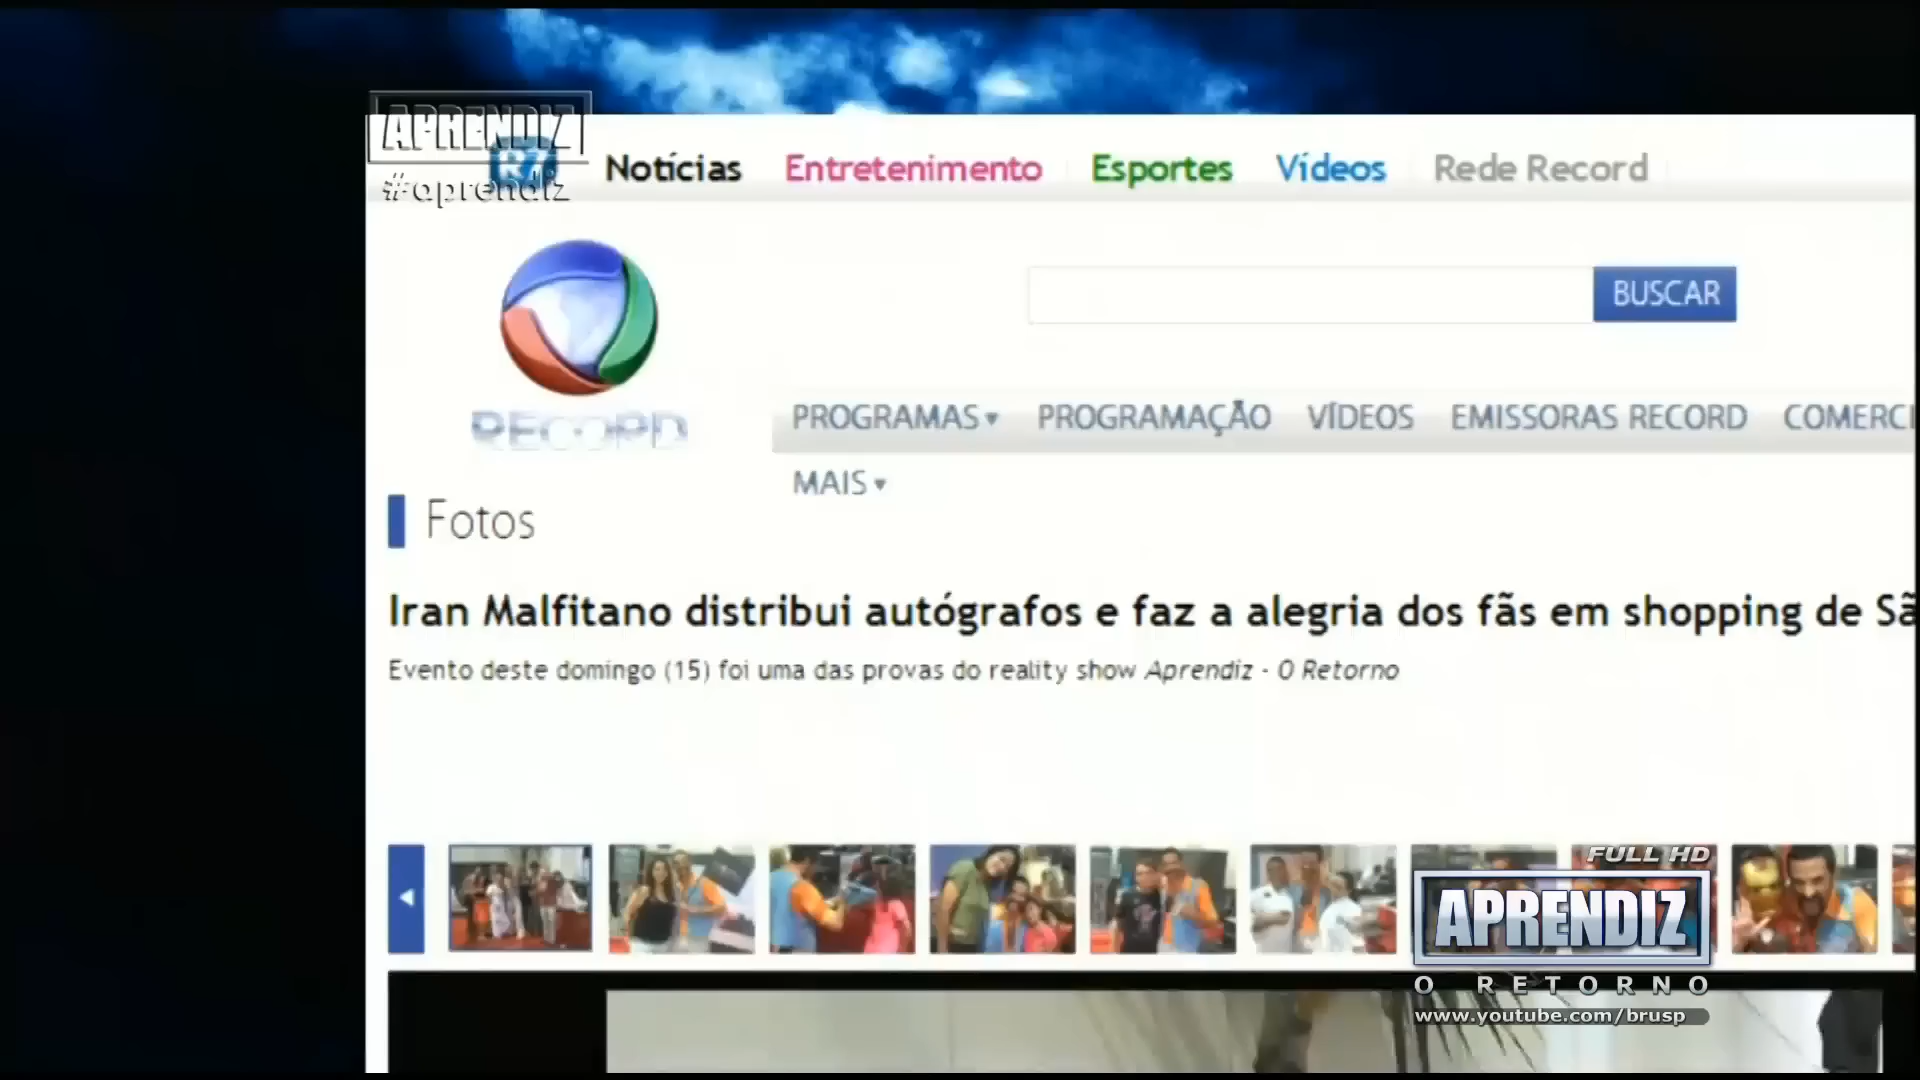 APRENDIZ
#aprendiz
R7 Notícias Entretenimento Esportes Vídeos Rede Record
BUSCAR
RECORD
PROGRAMAS PROGRAMAÇÃO VÍDEOS EMISSORAS RECORD COMERCI
MAIS
Fotos
Iran Malfitano distribui autógrafos e faz a alegria dos fãs em shopping de Sã
Evento deste domingo (15) foi uma das provas do reality show Aprendiz - O Retorno
FULL HD
APRENDIZ
O RETORNO
www.youtube.com/brusp